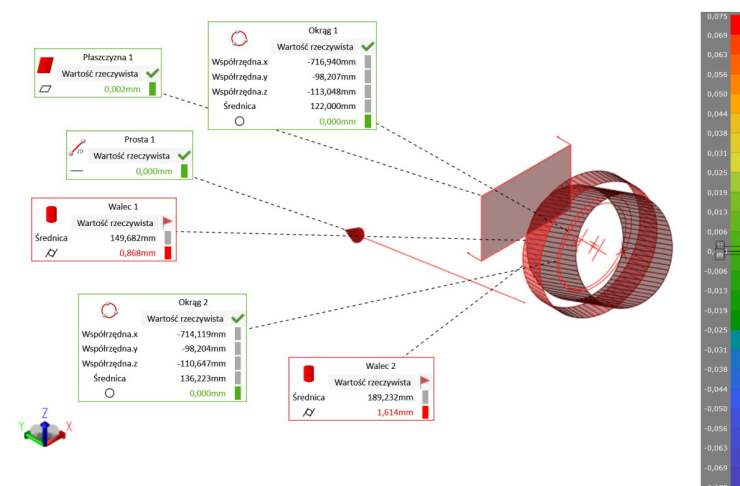 Płaszczyzna 1
Wartość rzeczywista
0,002mm
Prosta 1
Wartość rzeczywista
0,000mm
Walec 1
Wartość rzeczywista
Średnica 149,682mm
0,868mm
Okrąg 1
Wartość rzeczywista
Współrzędna.x -716,940mm
Współrzędna.y -98,207mm
Współrzędna.z -113,048mm
Średnica 122,000mm
0,000mm
Okrąg 2
Wartość rzeczywista
Współrzędna.x -714,119mm
Współrzędna.y -98,204mm
Współrzędna.z -110,647mm
Średnica 136,223mm
0,000mm
Walec 2
Wartość rzeczywista
Średnica 189,232mm
1,614mm
Z
Y
X
0,075
0,069
0,063
0,056
0,050
0,044
0,038
0,031
0,025
0,019
0,013
0,006
-0,006
-0,013
-0,019
-0,025
-0,031
-0,038
-0,044
-0,050
-0,056
-0,063
-0,069